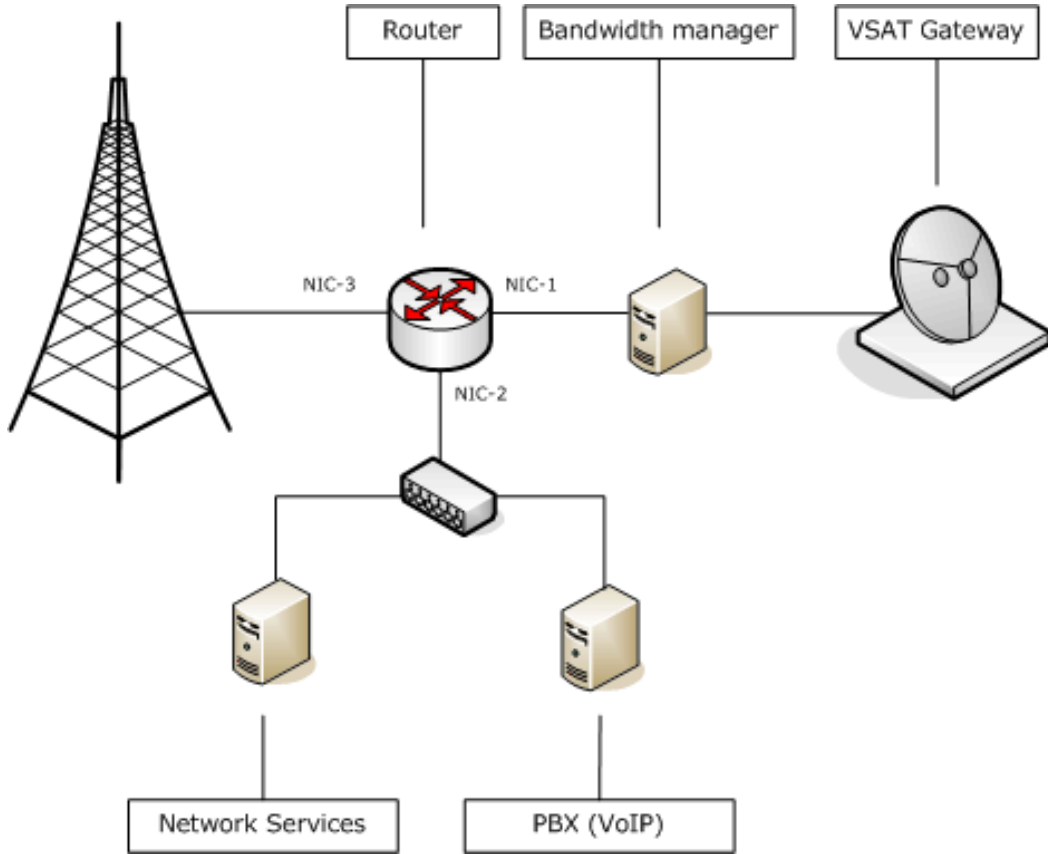 Router
Bandwidth manager
VSAT Gateway
NIC-3
NIC-1
NIC-2
Network Services
PBX (VoIP)